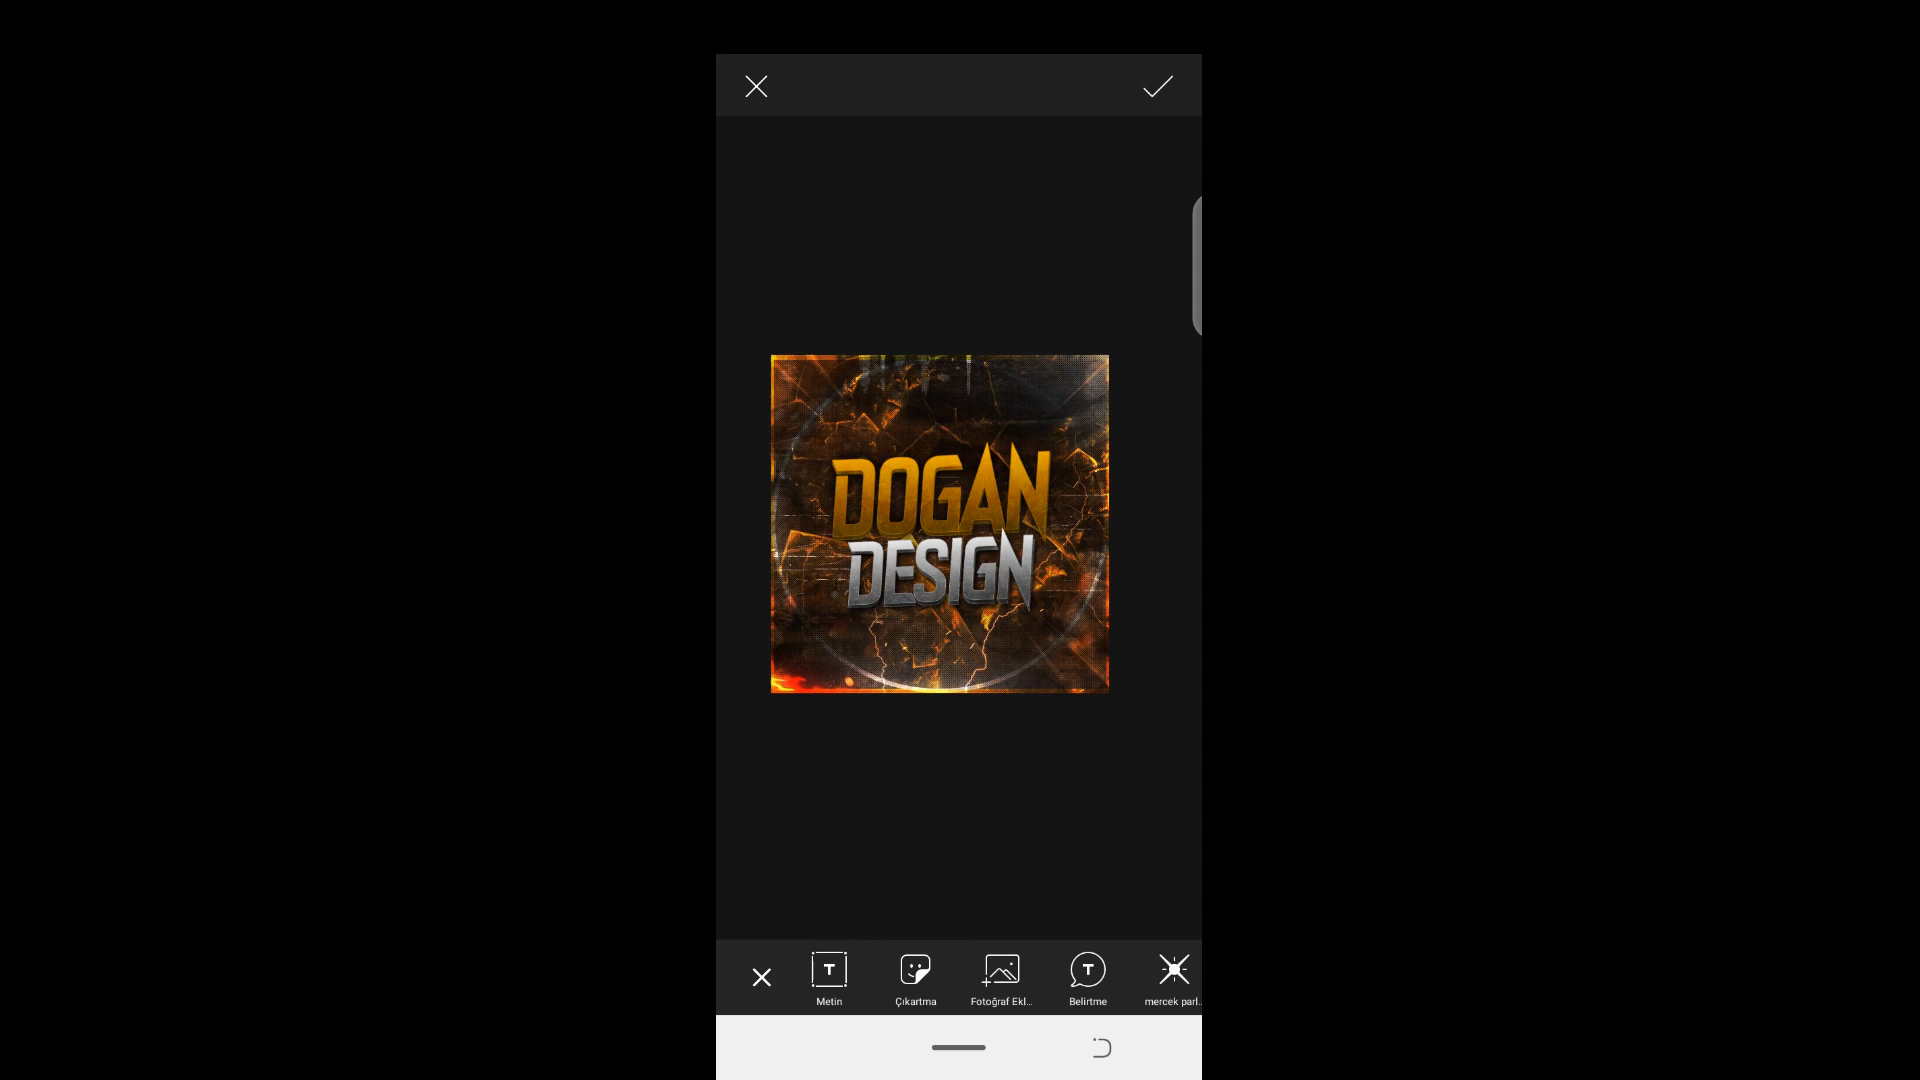 DOGAN
DESIGN
Metin
Çıkartma
Fotoğraf Ekl...
Belirtme
mercek parl..